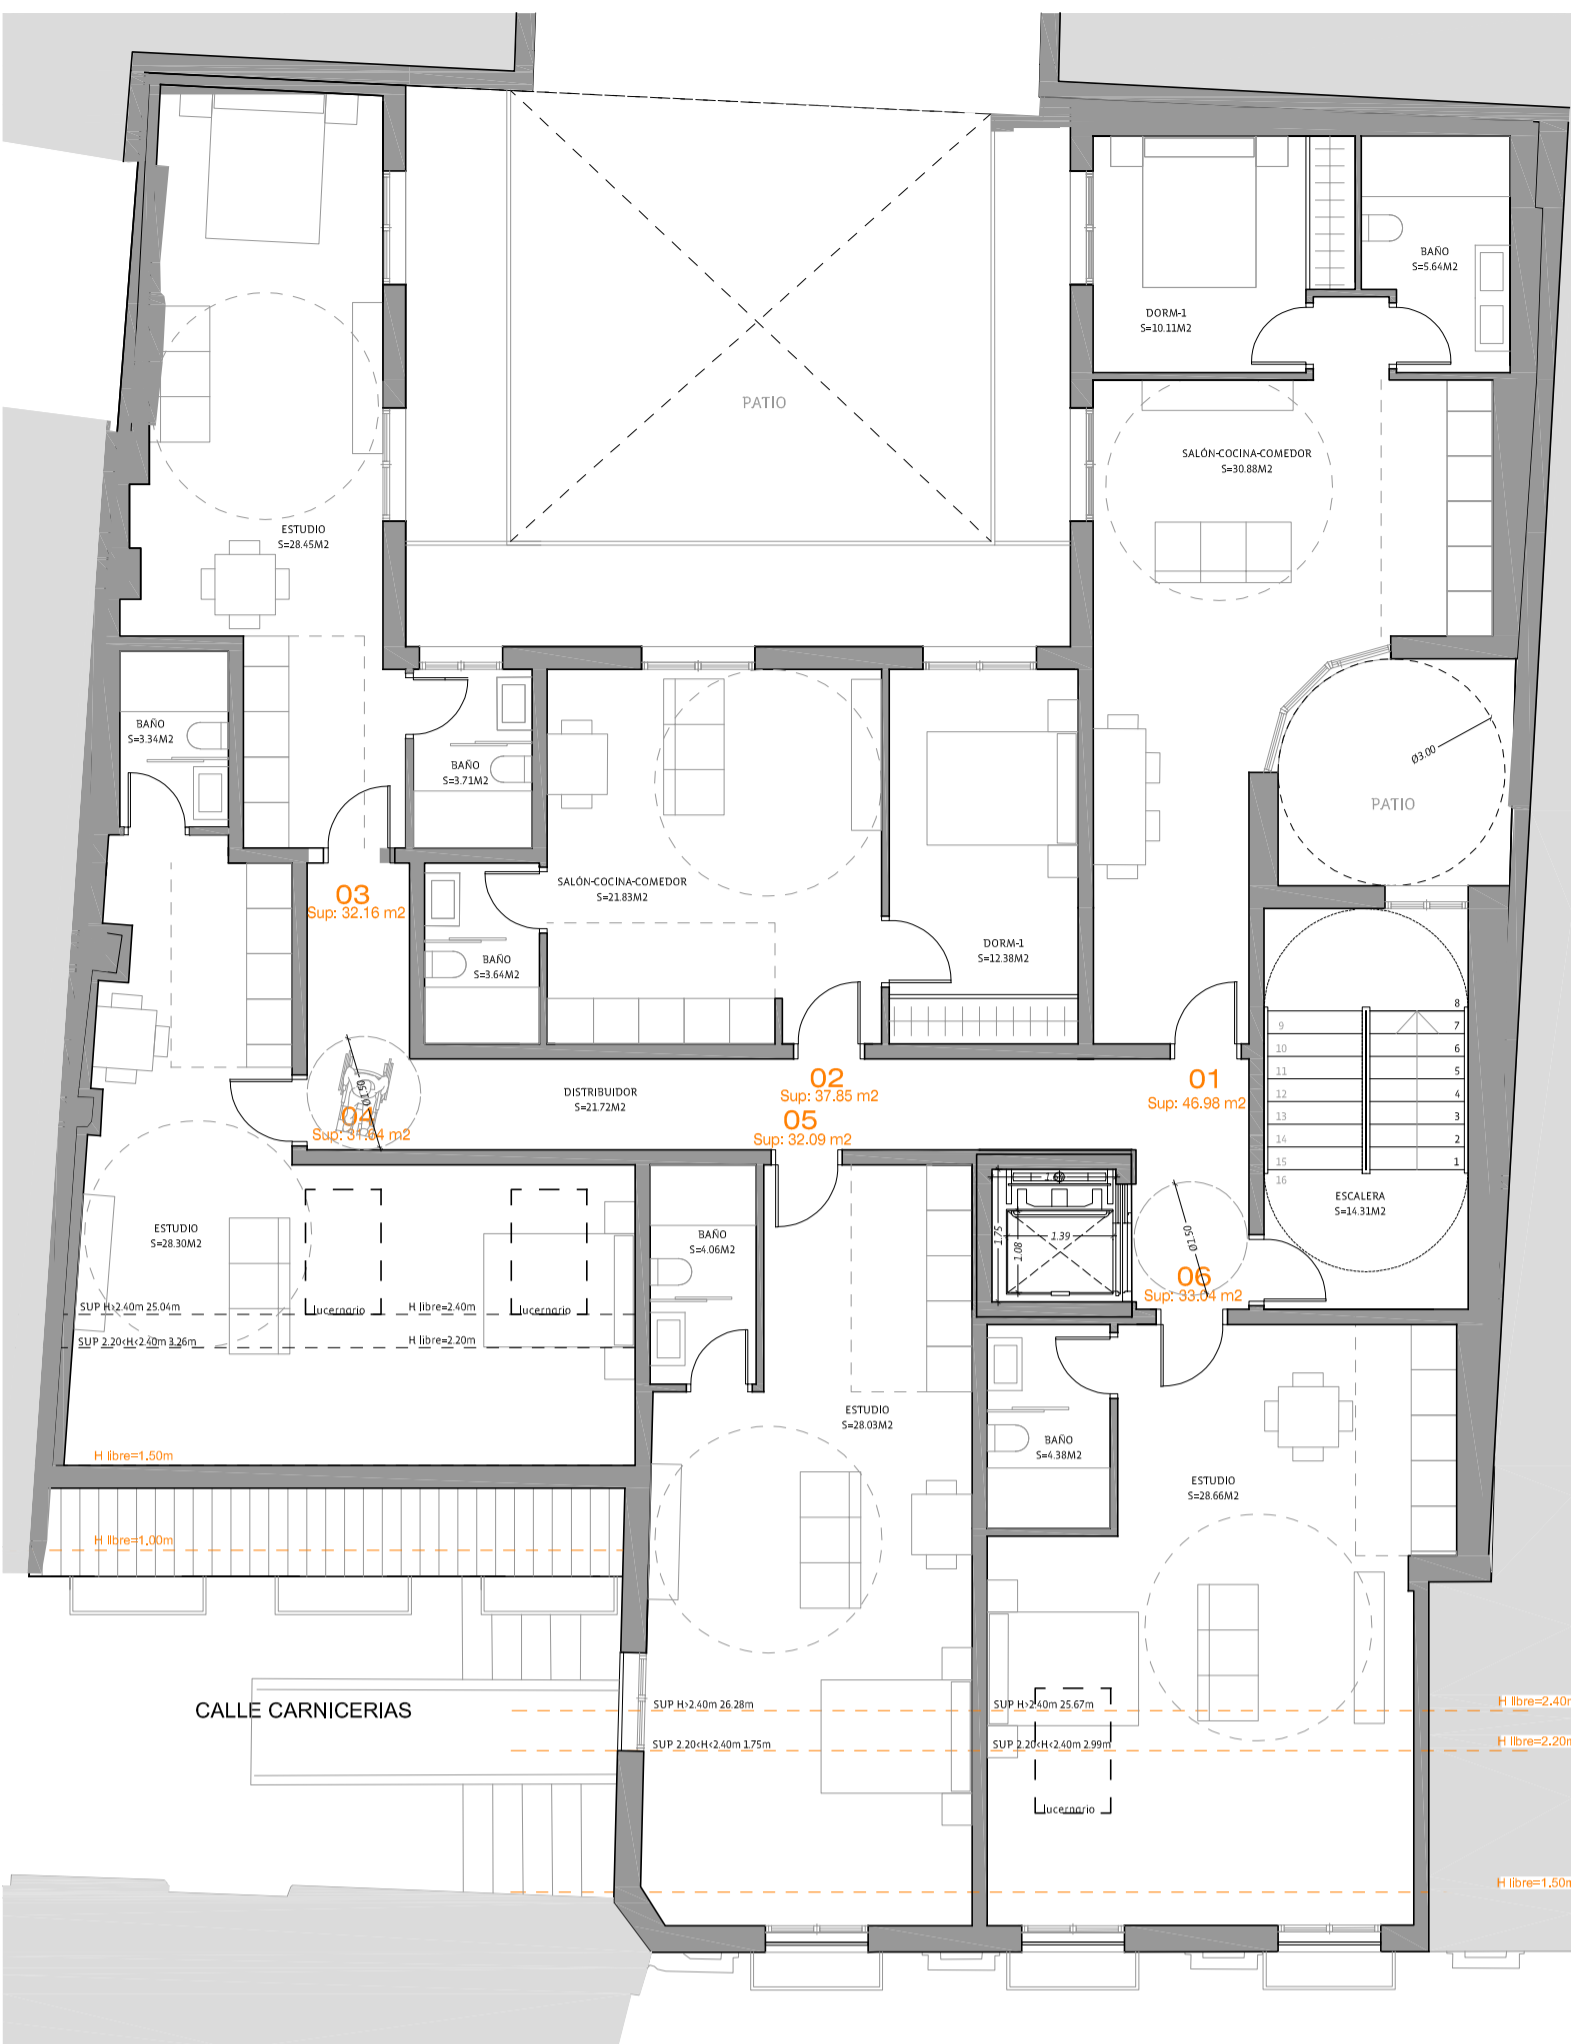 BAÑO
S=5.64M2
DORM-1
S=10.11M2
PATIO
SALÓN-COCINA-COMEDOR
S=30.88M2
ESTUDIO
S=28.45M2
BAÑO
S=3.34M2
BAÑO
S=3.71M2
Ø3.00
PATIO
SALÓN-COCINA-COMEDOR
S=21.83M2
03
Sup: 32.16 m2
BAÑO
S=3.64M2
DORM-1
S=12.38M2
8
9
7
10
6
11
5
12
4
13
3
14
2
15
1
16
DISTRIBUIDOR
S=21.72M2
02
Sup: 37.85 m2
01
Sup: 46.98 m2
Ø1.50
04
05
Sup: 32.09 m2
ESCALERA
S=14.31M2
ESTUDIO
S=28.30M2
BAÑO
S=4.06M2
1.75
1.08
1.39
Ø1.50
06
Sup: 33.04 m2
SUP H>2.40m 25.04m
lucernario
H libre=2.40m
lucernario
SUP 2.20<H<2.40m 3.26m
H libre=2.20m
ESTUDIO
S=28.03M2
BAÑO
S=4.38M2
ESTUDIO
S=28.66M2
H libre=1.50m
H libre=1.00m
CALLE CARNICERIAS
SUP H>2.40m 26.28m
SUP H>2.40m 25.67m
H libre=2.40m
SUP 2.20<H<2.40m 1.75m
SUP 2.20<H<2.40m 2.99m
H libre=2.20m
lucernario
H libre=1.50m